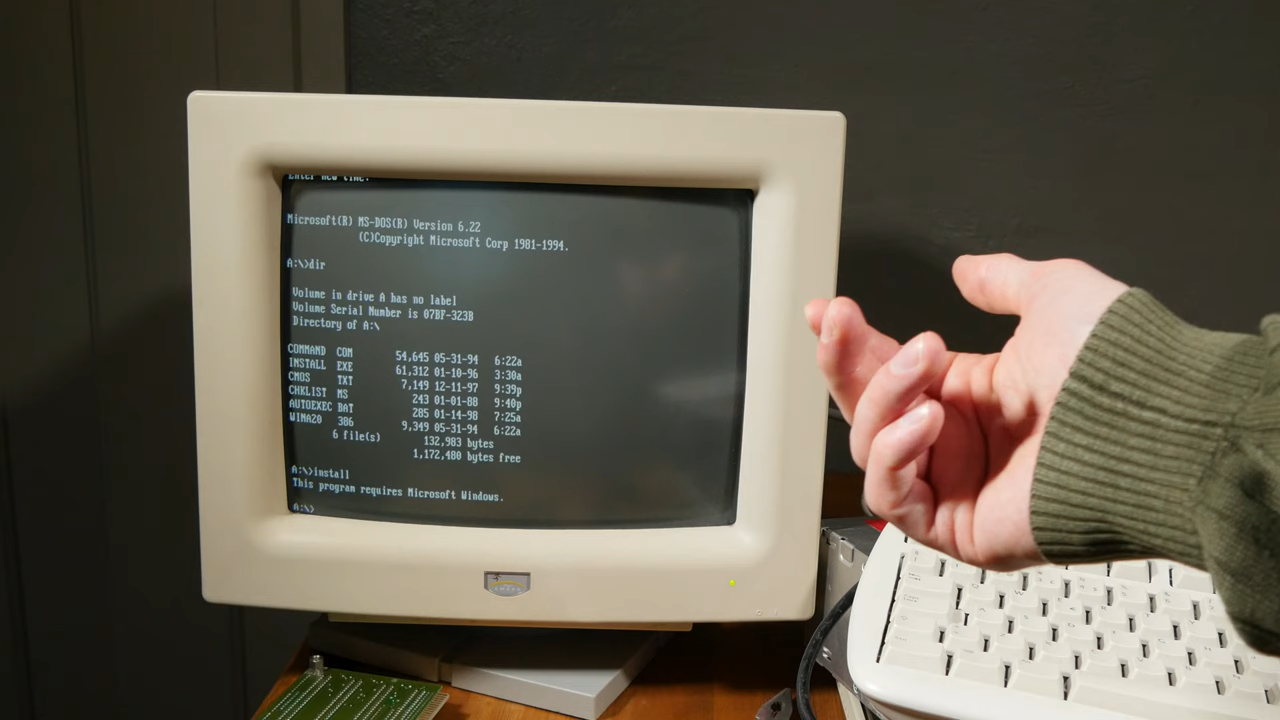 Enter new time:
Microsoft(R) MS-DOS(R) Version 6.22
(C)Copyright Microsoft Corp 1981-1994.
A:\>dir
Volume in drive A has no label
Volume Serial Number is 07BF-323B
Directory of A:\
COMMAND COM 54,645 05-31-94 6:22a
INSTALL EXE 61,312 01-10-96 3:30a
CMOS TXT 7,149 12-11-97 9:39p
CHKLIST MS 243 01-01-88 9:40p
AUTOEXEC BAT 285 01-14-98 7:25a
WINA20 386 9,349 05-31-94 6:22a
6 file(s) 132,983 bytes
1,172,480 bytes free
A:\>install
This program requires Microsoft Windows.
A:\>